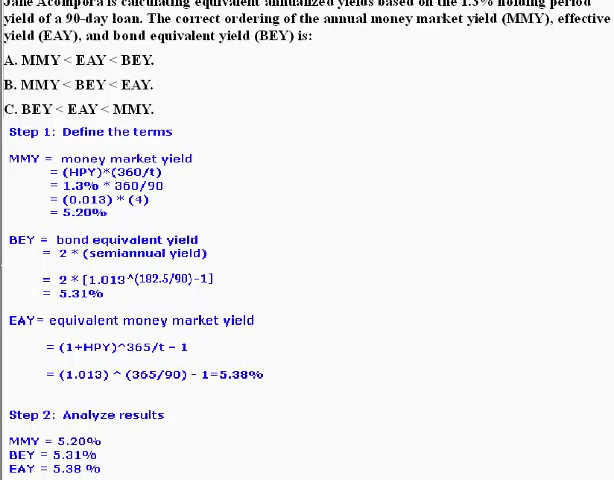 Jane Acompora is calculating equivalent annualized yields based on the 1.3% holding period
yield of a 90-day loan. The correct ordering of the annual money market yield (MMY), effective
yield (EAY), and bond equivalent yield (BEY) is:
A. MMY < EAY < BEY.
B. MMY < BEY < EAY.
C. BEY < EAY < MMY.
Step 1: Define the terms
MMY = money market yield
= (HPY)*(360/t)
= 1.3% * 360/90
= (0.013) * (4)
= 5.20%
BEY = bond equivalent yield
= 2 * (semiannual yield)
= 2 * [1.013^(182.5/90)-1]
= 5.31%
EAY= equivalent money market yield
= (1+HPY)^365/t - 1
= (1.013) ^ (365/90) - 1=5.38%
Step 2: Analyze results
MMY = 5.20%
BEY = 5.31%
EAY = 5.38 %